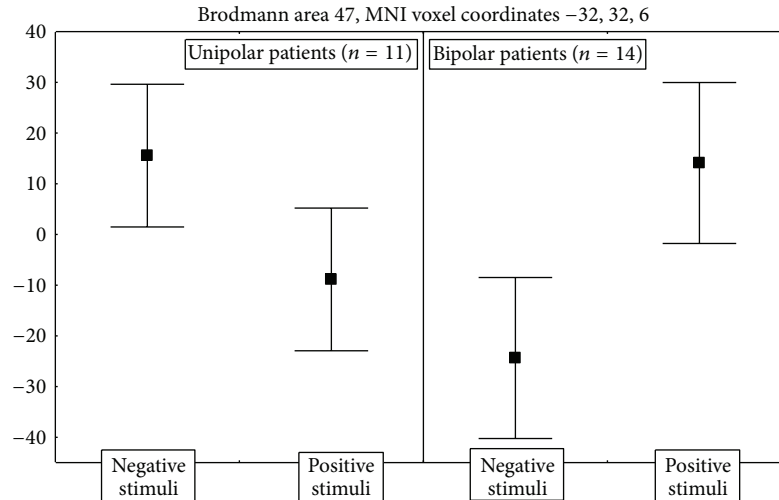 Brodmann area 47, MNI voxel coordinates −32, 32, 6
Unipolar patients (n = 11)
Bipolar patients (n = 14)
40
30
20
10
0
−10
−20
−30
−40
Negative
stimuli
Positive
stimuli
Negative
stimuli
Positive
stimuli